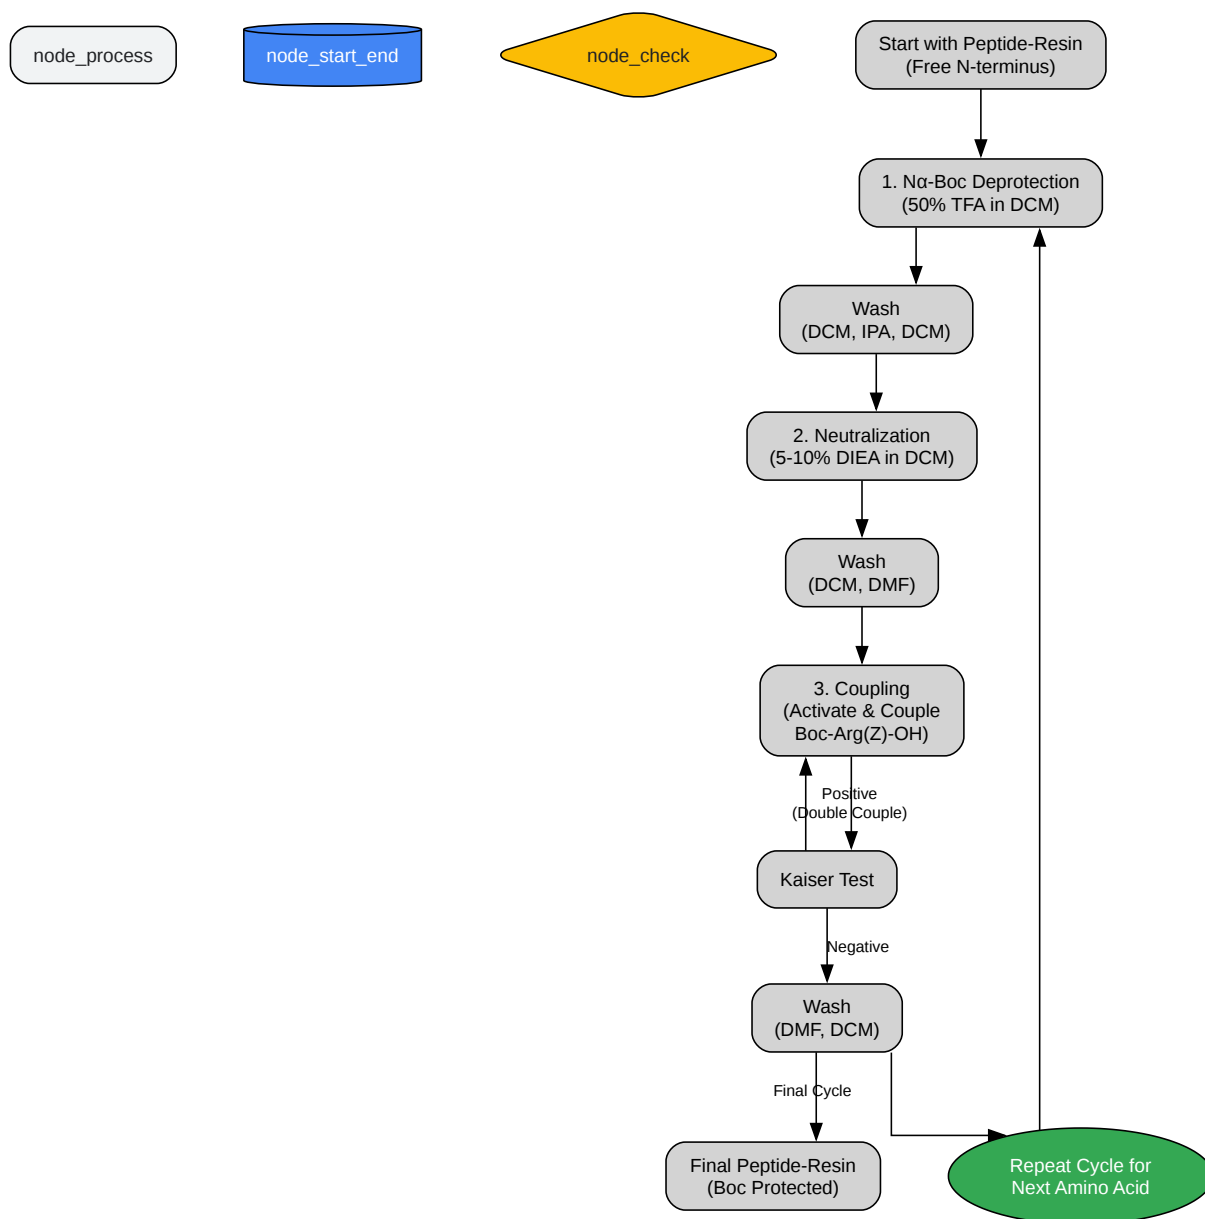 node_process
node_start_end
node_check
Start with Peptide-Resin
(Free N-terminus)
1. Nα-Boc Deprotection
(50% TFA in DCM)
Wash
(DCM, IPA, DCM)
2. Neutralization
(5-10% DIEA in DCM)
Wash
(DCM, DMF)
3. Coupling
(Activate & Couple
Boc-Arg(Z)-OH)
Positive
(Double Couple)
Kaiser Test
Negative
Wash
(DMF, DCM)
Final Cycle
Final Peptide-Resin
(Boc Protected)
Repeat Cycle for
Next Amino Acid